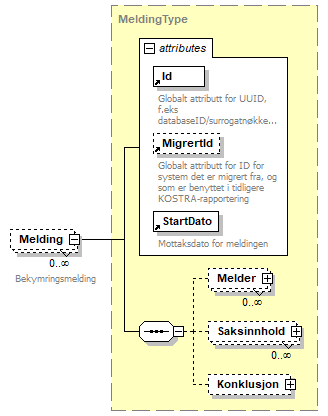 MeldingType
attributes
Id
Globalt attributt for UUID,
f.eks
databaseID/surrogatnøkke...
MigrertId
Globalt attributt for ID for
system det er migrert fra, og
som er benyttet i tidligere
KOSTRA-rapportering
StartDato
Mottaksdato for meldingen
Melding
0..∞
Bekymringsmelding
Melder
0..∞
Saksinnhold
0..∞
Konklusjon